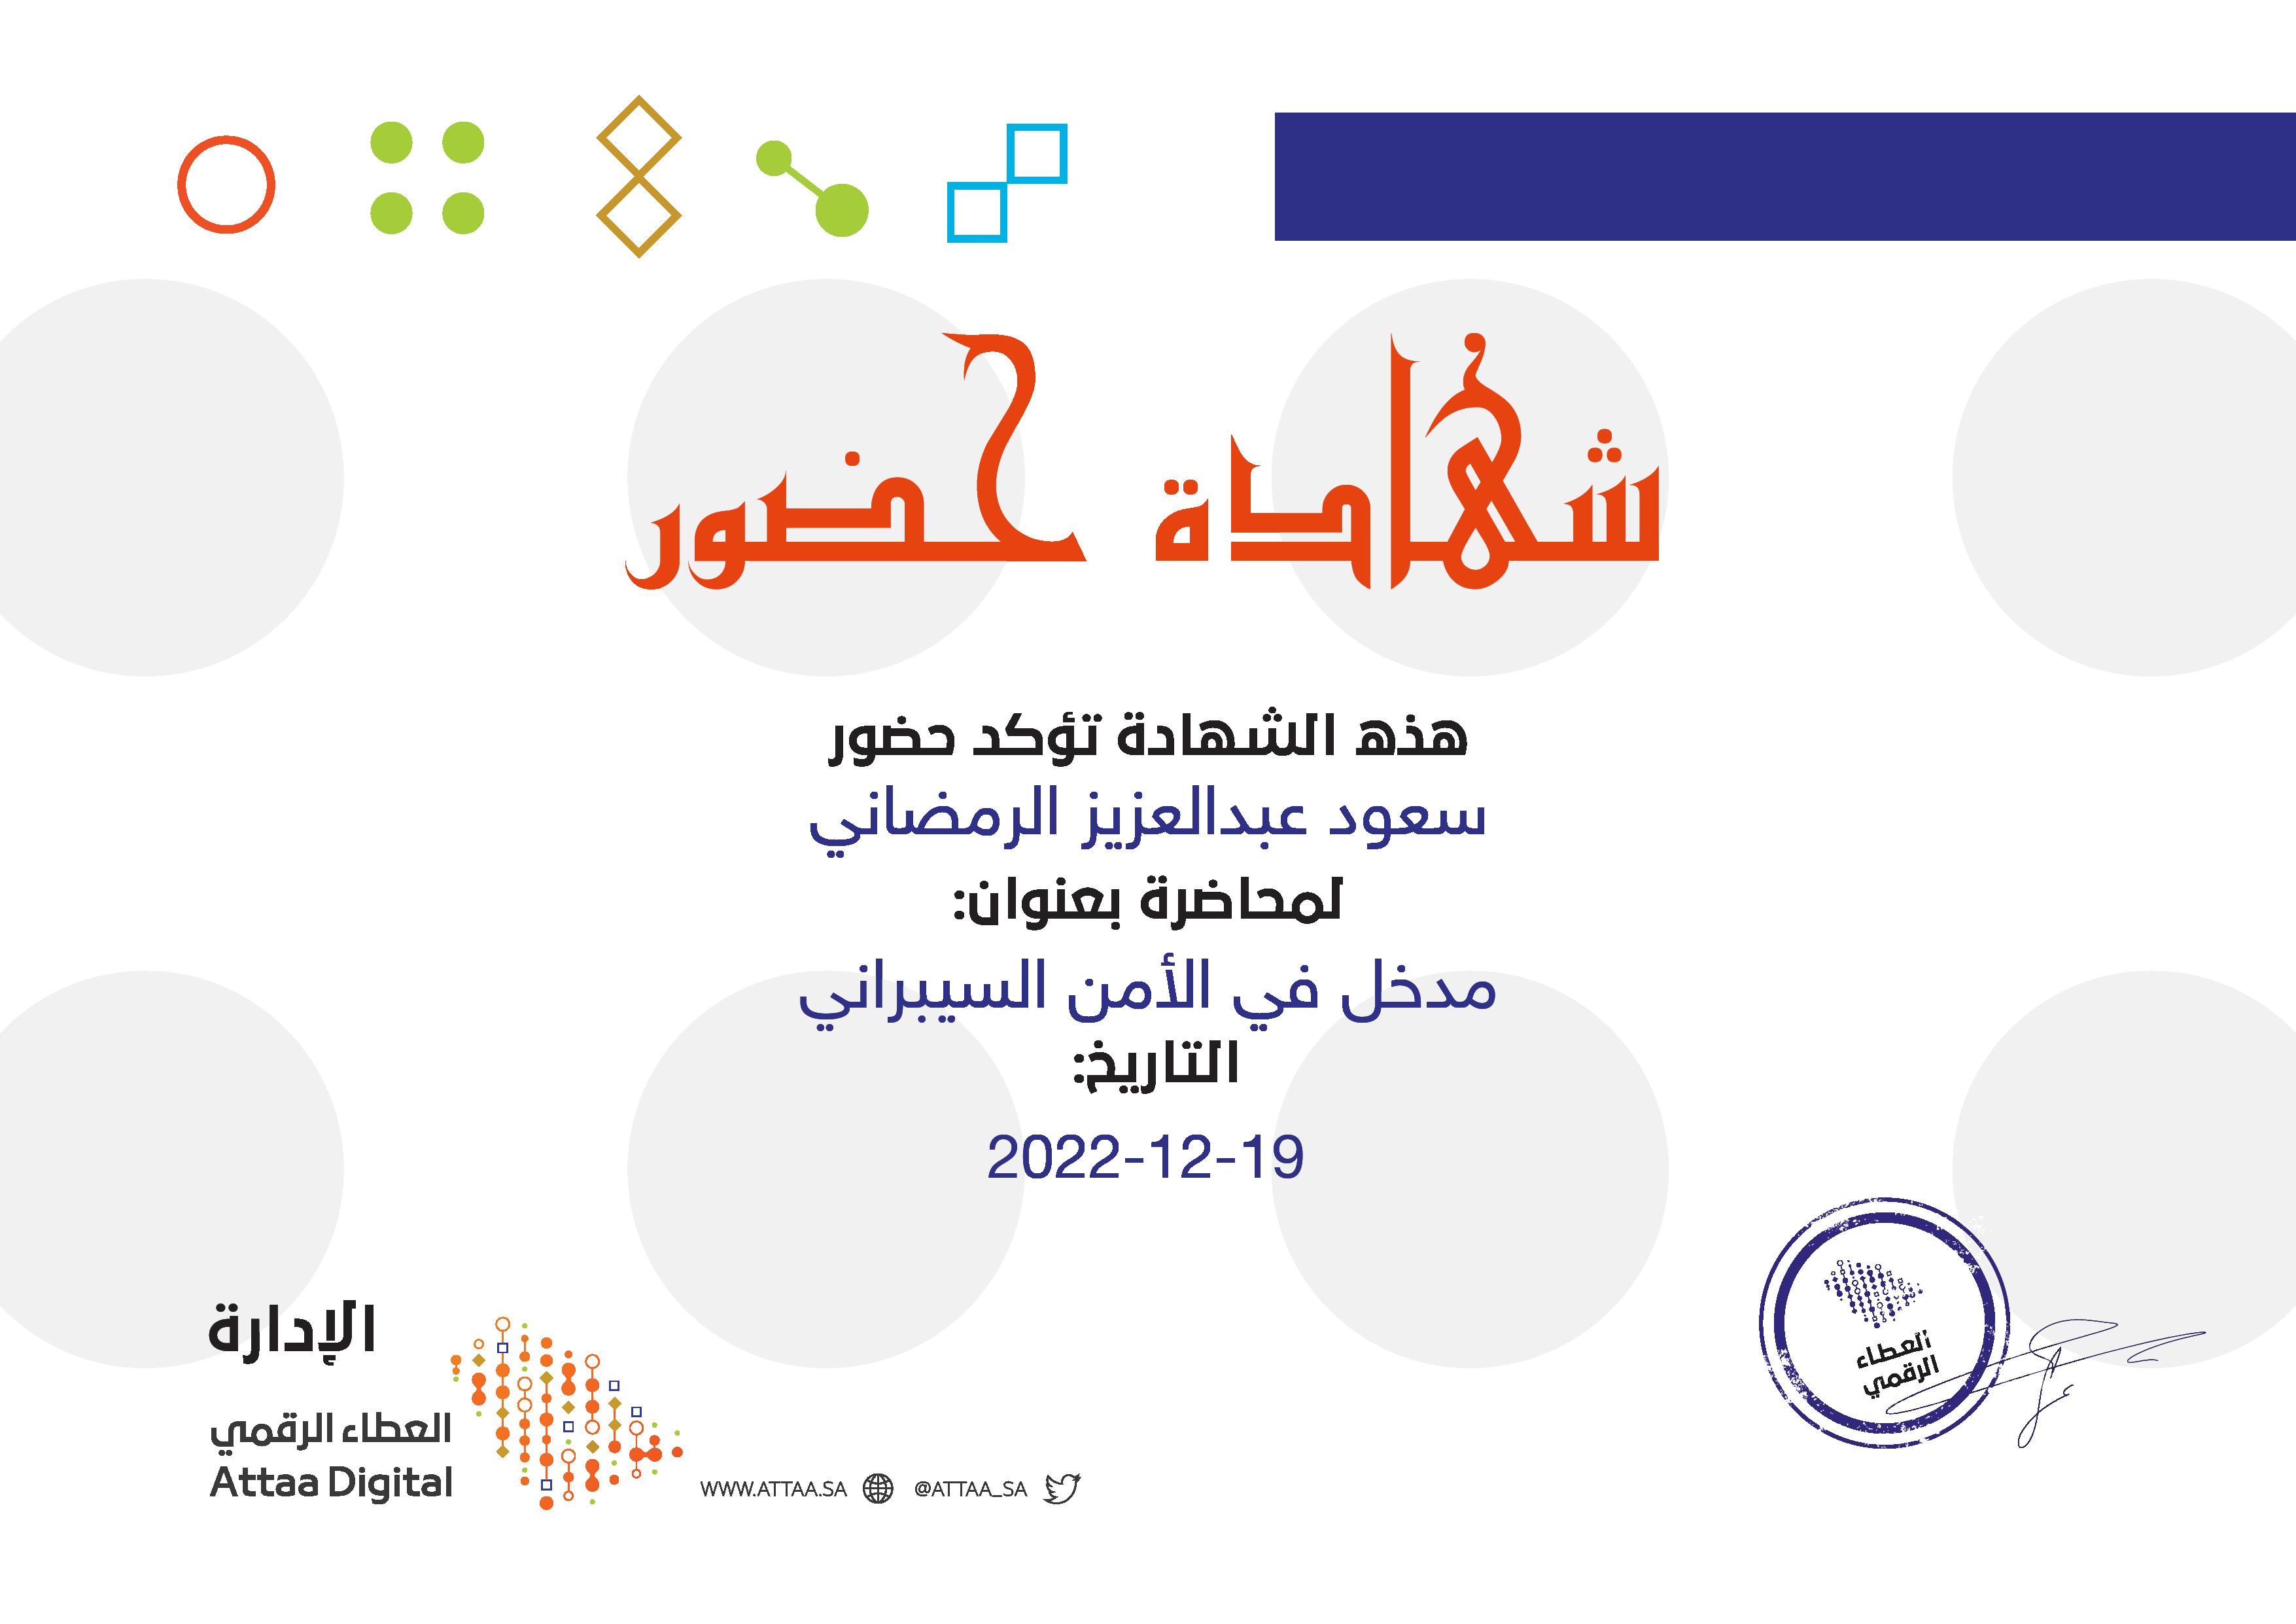 شهادة حضور
هذه الشهادة تؤكد حضور
سعود عبدالعزيز الرمضاني
لمحاضرة بعنوان:
مدخل في الأمن السيبراني
التاريخ:
2022-12-19
الإدارة
العطاء الرقمي
Attaa Digital
WWW.ATTAA.SA @ATTAA_SA
العطاء
الرقمي